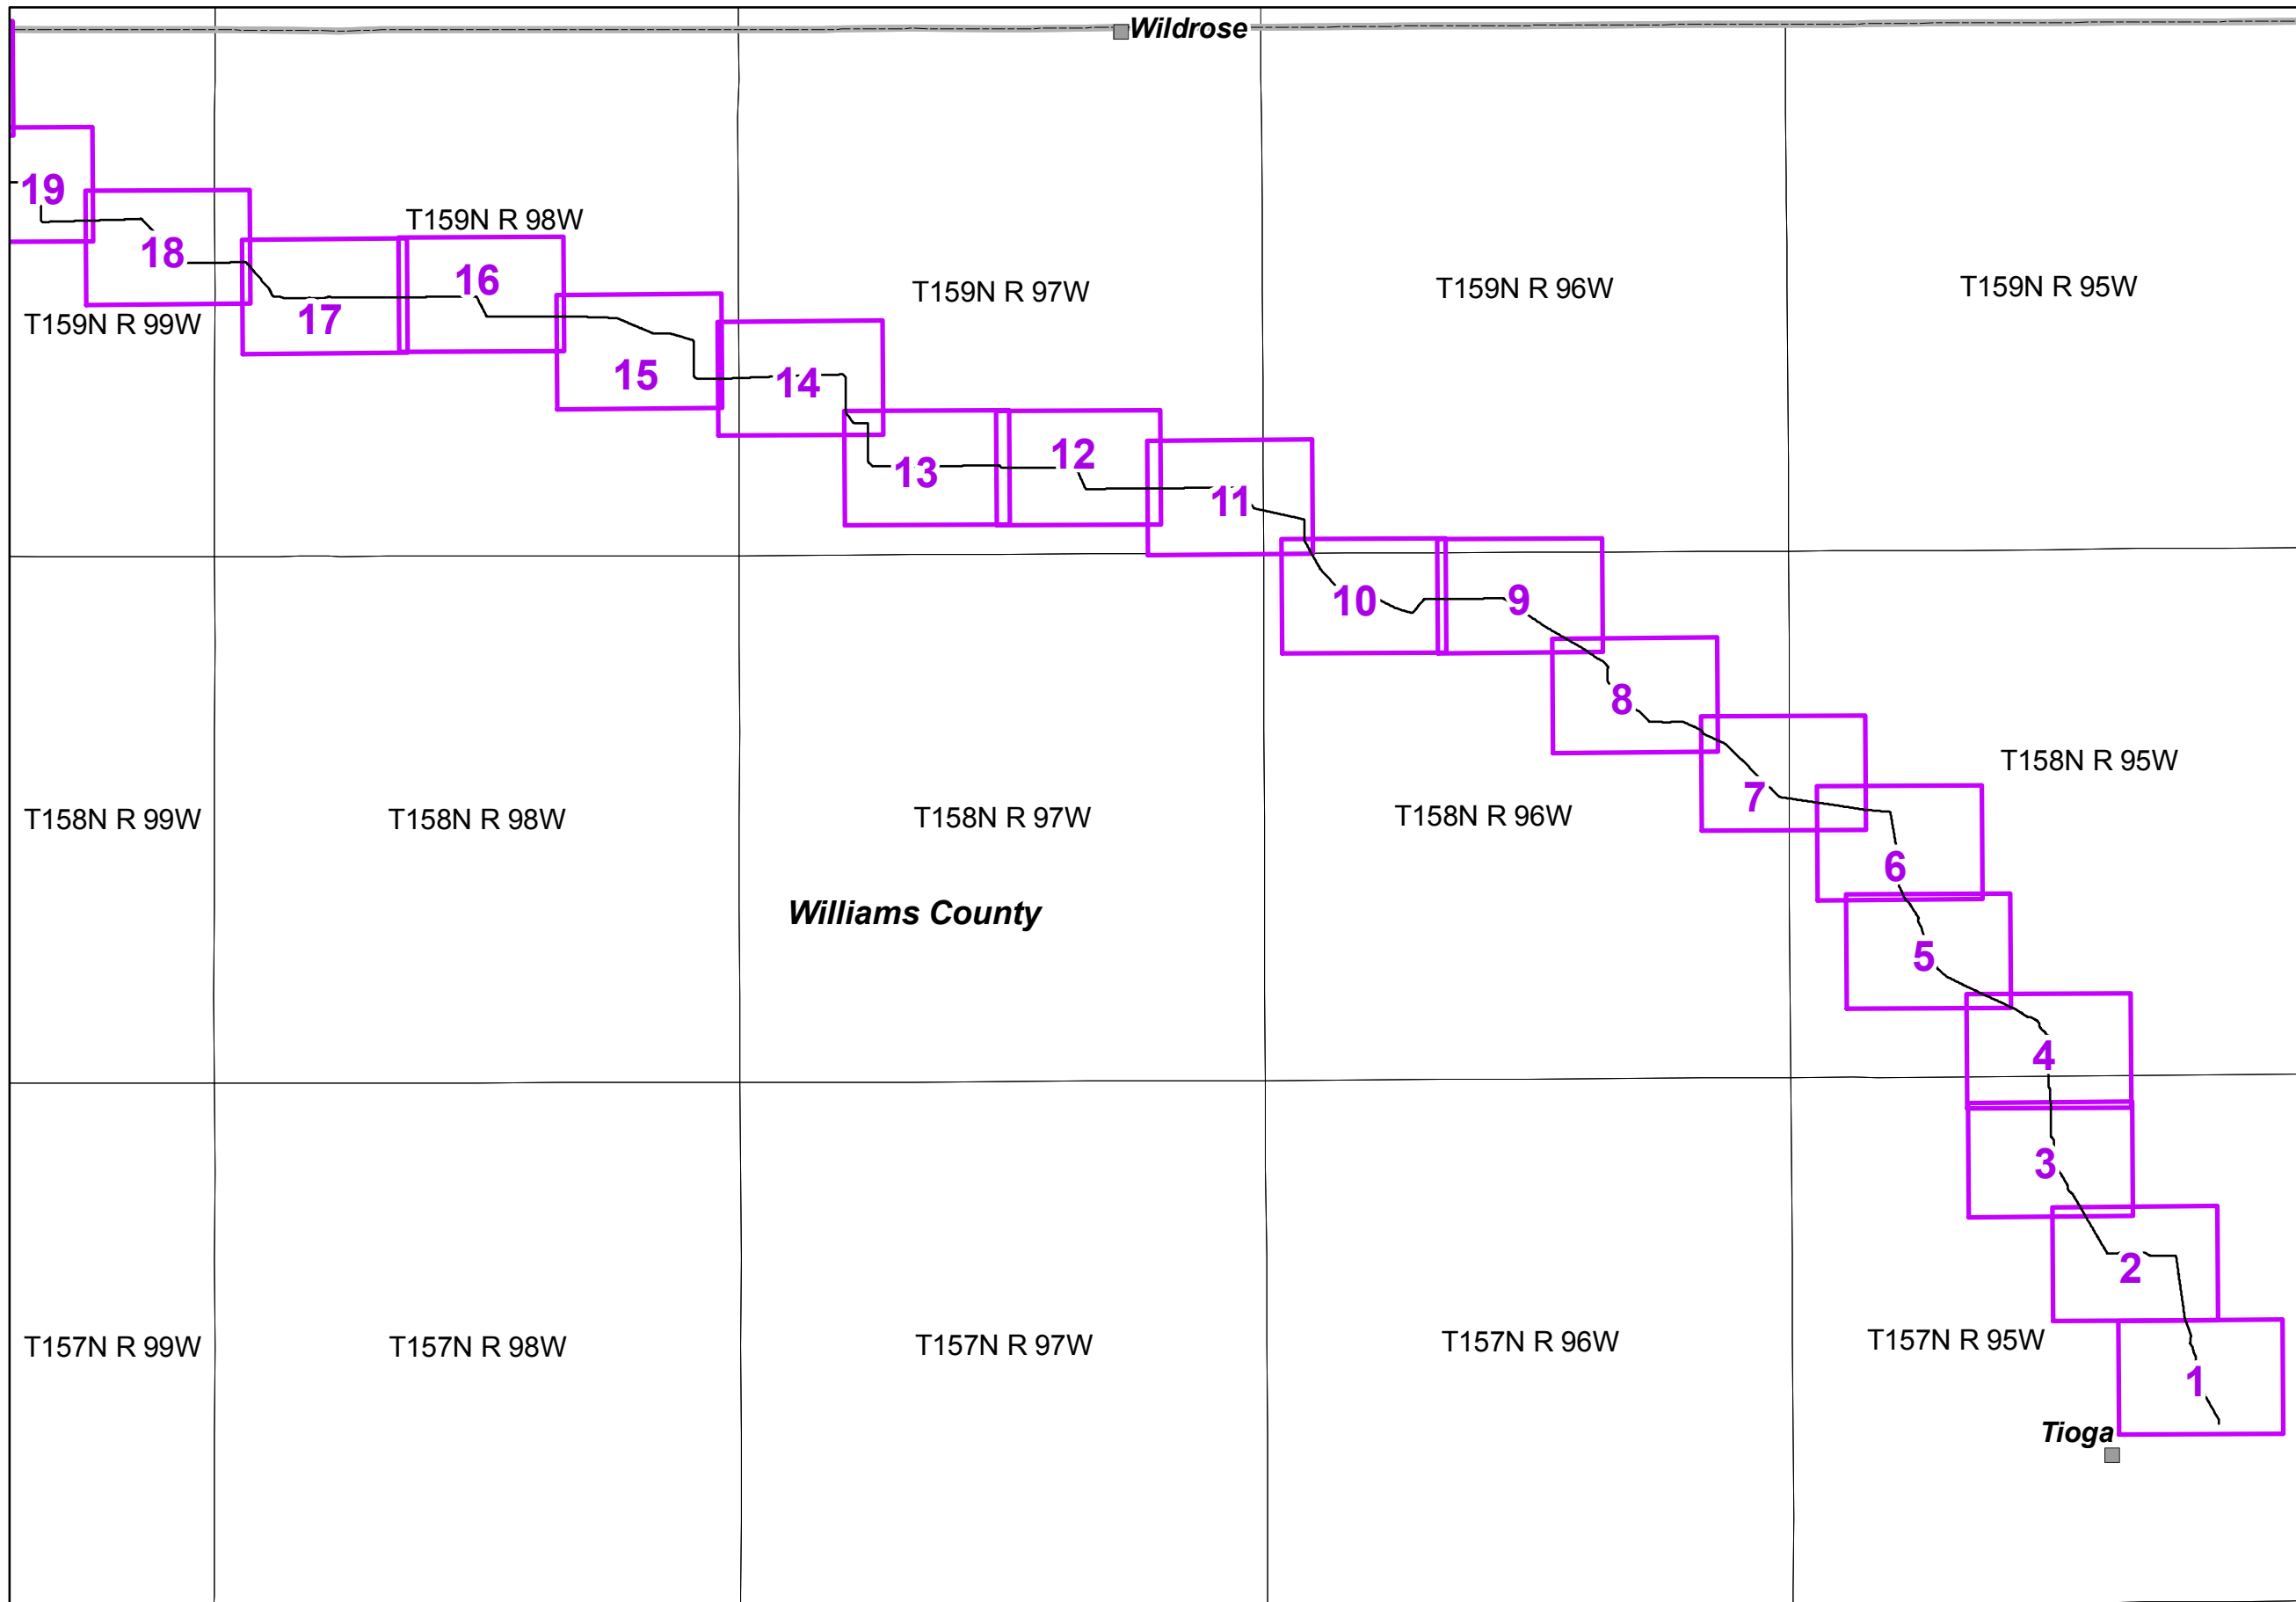 Wildrose
19
T159N R 98W
18
16
T159N R 97W
T159N R 96W
T159N R 95W
T159N R 99W
17
15
14
13
12
11
10
9
8
7
T158N R 95W
T158N R 99W
T158N R 98W
T158N R 97W
T158N R 96W
6
Williams County
5
4
3
2
T157N R 99W
T157N R 98W
T157N R 97W
T157N R 96W
T157N R 95W
1
Tioga